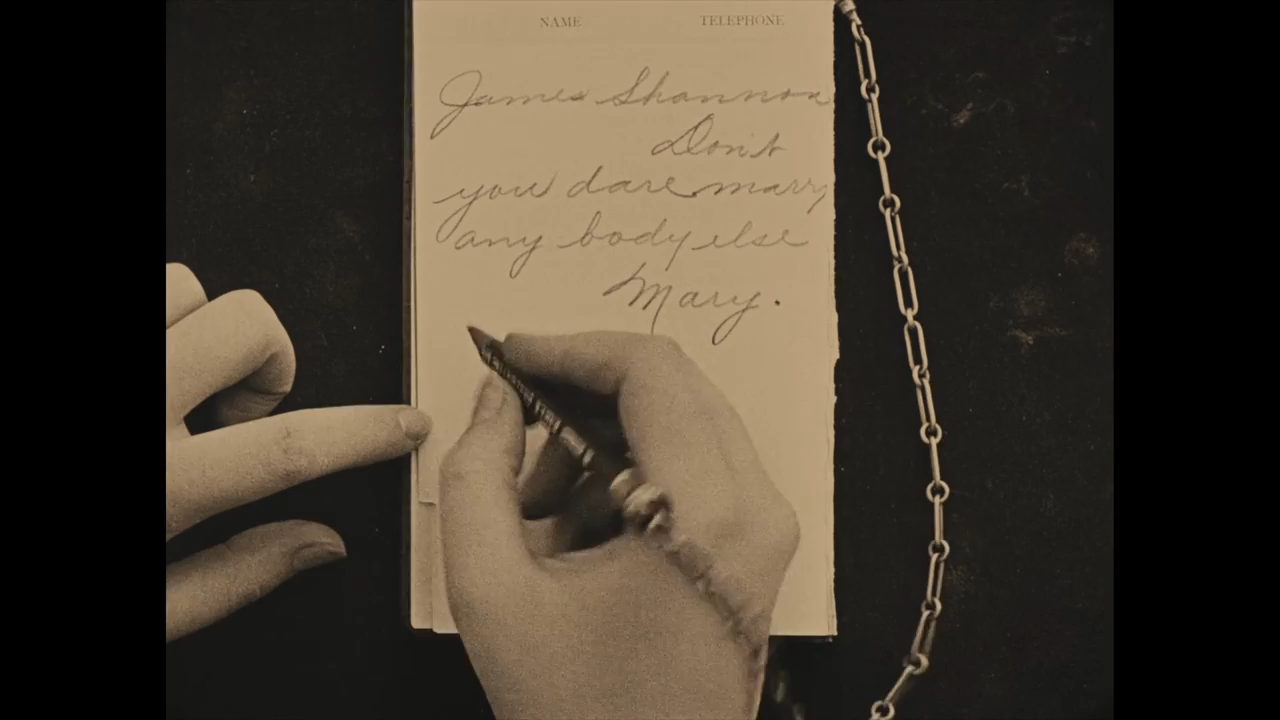 NAME TELEPHONE
James Shannon
Don't
you dare marry
any body else
Mary.